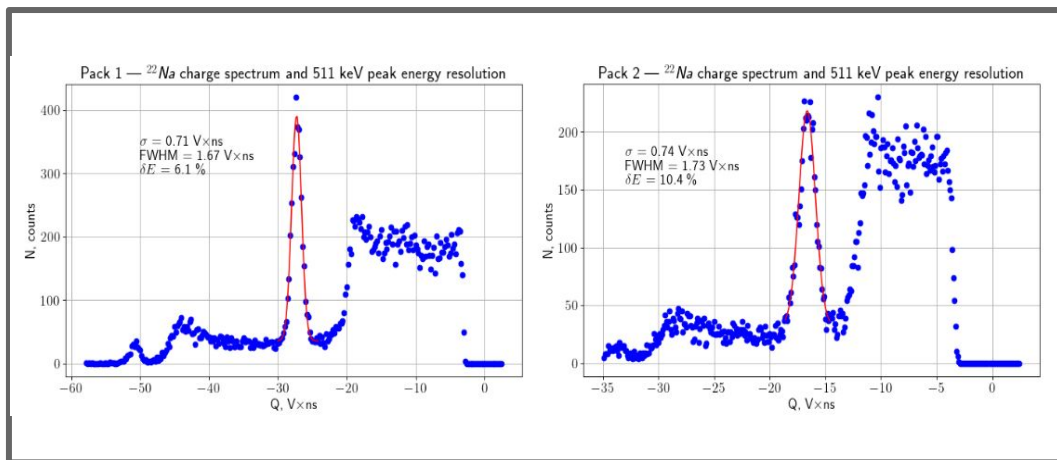 Pack 1 — ²²Na charge spectrum and 511 keV peak energy resolution
400
300
200
100
0
N, counts
σ = 0.71 V×ns
FWHM = 1.67 V×ns
δE = 6.1 %
−60 −50 −40 −30 −20 −10 0
Q, V×ns
Pack 2 — ²²Na charge spectrum and 511 keV peak energy resolution
200
150
100
50
0
N, counts
σ = 0.74 V×ns
FWHM = 1.73 V×ns
δE = 10.4 %
−35 −30 −25 −20 −15 −10 −5 0
Q, V×ns